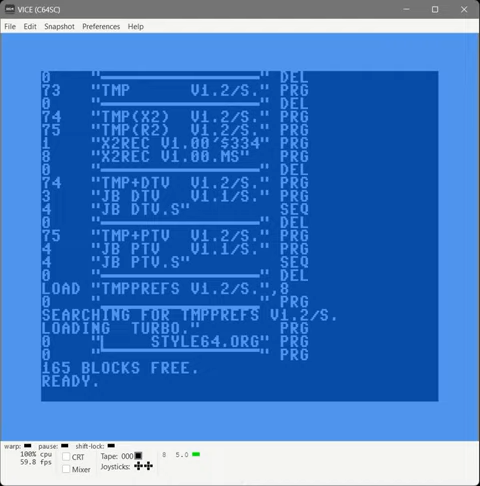 VICE (C64SC)
File Edit Snapshot Preferences Help
0 "━━━━━━━━━━━━━━━━" DEL
73 "TMP V1.2/S." PRG
0 "━━━━━━━━━━━━━━━━" DEL
74 "TMP(X2) V1.2/S." PRG
75 "TMP(R2) V1.2/S." PRG
1 "X2REC V1.00'$334" PRG
8 "X2REC V1.00.MS" PRG
0 "━━━━━━━━━━━━━━━━" DEL
74 "TMP+DTV V1.2/S." PRG
3 "JB DTV V1.1/S." PRG
4 "JB DTV.S" SEQ
0 "━━━━━━━━━━━━━━━━" DEL
75 "TMP+PTV V1.2/S." PRG
4 "JB PTV V1.1/S." PRG
4 "JB PTV.S" SEQ
0 "━━━━━━━━━━━━━━━━" DEL
LOAD "TMPPREFS V1.2/S.",8
0 "━━━━━━━━━━━━━━━━" PRG
SEARCHING FOR TMPPREFS V1.2/S.
LOADING TURBO." PRG
0 "| STYLE64.ORG" PRG
0 "━━━━━━━━━━━━━━━━" PRG
165 BLOCKS FREE.
READY.
warp: pause: shift-lock:
100% cpu
59.8 fps
CRT
Mixer
Tape: 000
Joysticks:
8 5.0